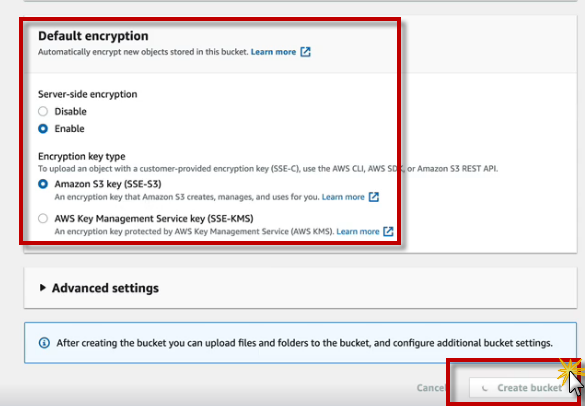 Default encryption
Automatically encrypt new objects stored in this bucket. Learn more
Server-side encryption
Disable
Enable
Encryption key type
To upload an object with a customer-provided encryption key (SSE-C), use the AWS CLI, AWS SDK, or Amazon S3 REST API.
Amazon S3 key (SSE-S3)
An encryption key that Amazon S3 creates, manages, and uses for you. Learn more
AWS Key Management Service key (SSE-KMS)
An encryption key protected by AWS Key Management Service (AWS KMS). Learn more
Advanced settings
After creating the bucket you can upload files and folders to the bucket, and configure additional bucket settings.
Cancel
Create bucket